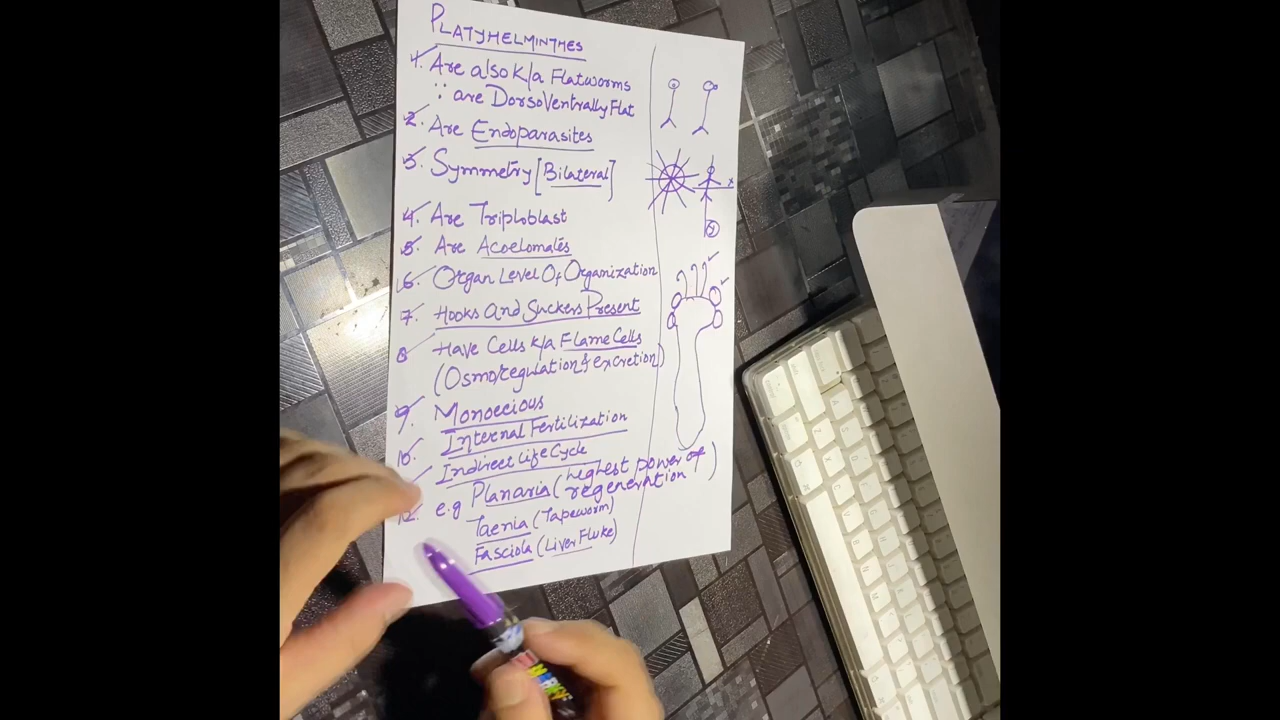 PLATYHELMINTHES
1. Are also K/a Flatworms
∵ are DorsoVentrally Flat
2. Are Endoparasites
3. Symmetry [Bilateral]
4. Are Triploblast
5. Are Acoelomates
6. Organ Level Of Organization
7. Hooks And Suckers Present
8 Have Cells k/a Flame Cells
(Osmoregulation & excretion)
9. Monoecious
10. Internal Fertilization
Indirect Life Cycle
12. e.g Planaria (highest power of
regeneration)
Taenia (Tapeworm)
Fasciola (Liver Fluke)